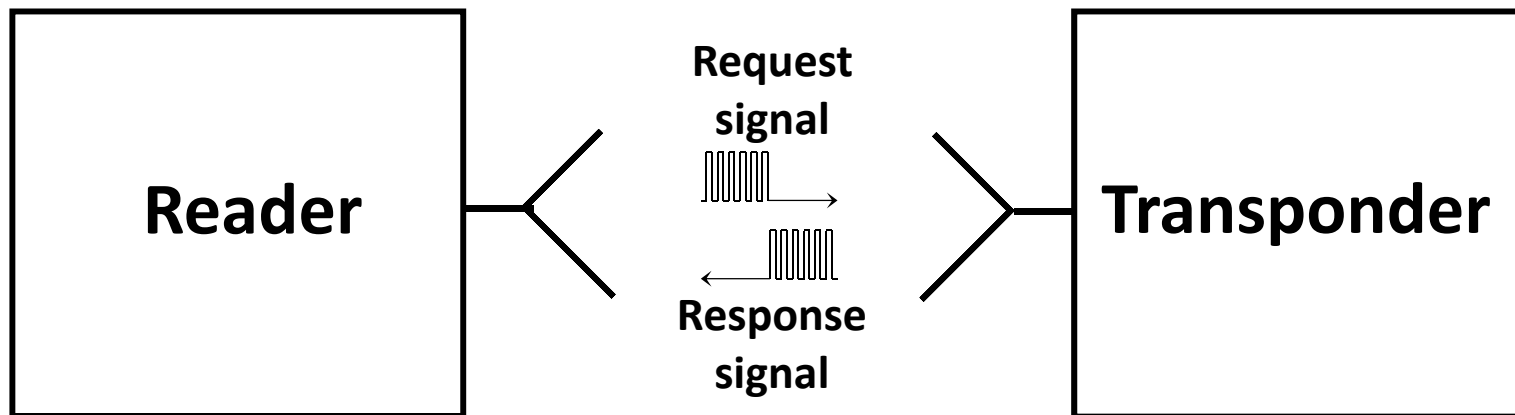 Reader
Request
signal
Response
signal
Transponder